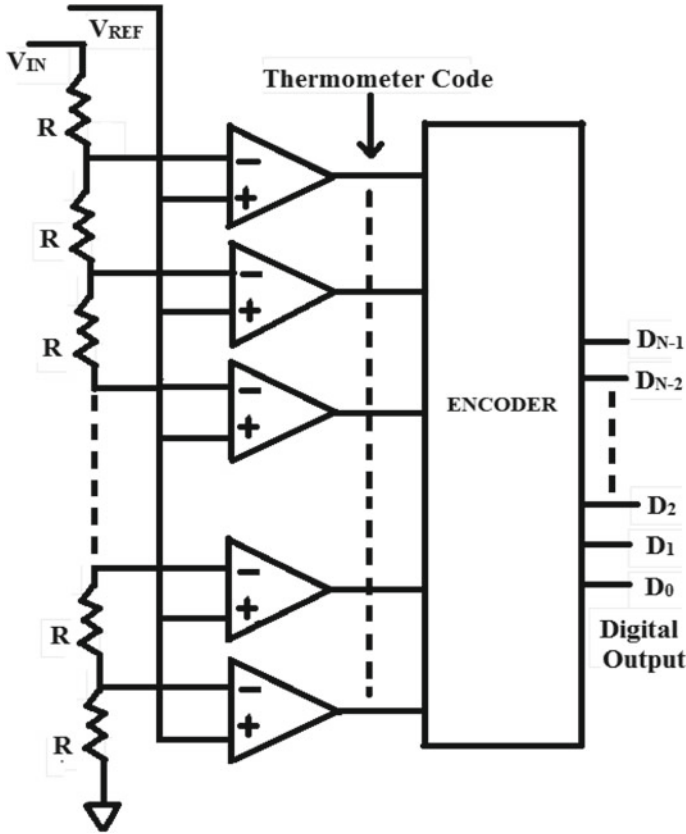 VREF
VIN
Thermometer Code
R
−
+
R
−
+
R
−
+
ENCODER
DN-1
DN-2
D2
D1
D0
R
−
+
Digital
Output
R
−
+